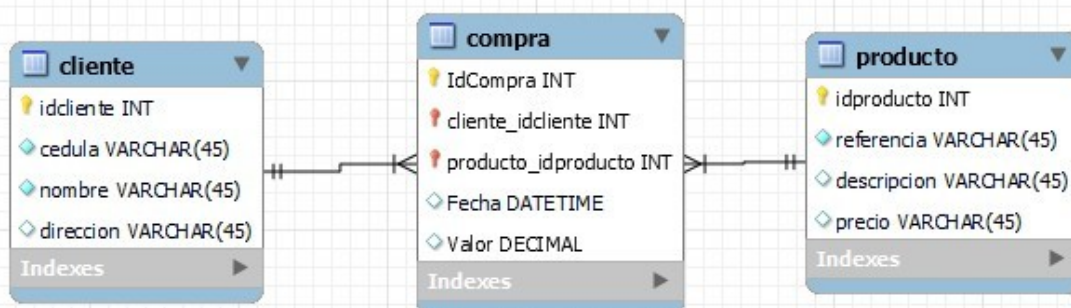 cliente
idcliente INT
cedula VARCHAR(45)
nombre VARCHAR(45)
direccion VARCHAR(45)
Indexes
compra
IdCompra INT
cliente_idcliente INT
producto_idproducto INT
Fecha DATETIME
Valor DECIMAL
Indexes
producto
idproducto INT
referencia VARCHAR(45)
descripcion VARCHAR(45)
precio VARCHAR(45)
Indexes